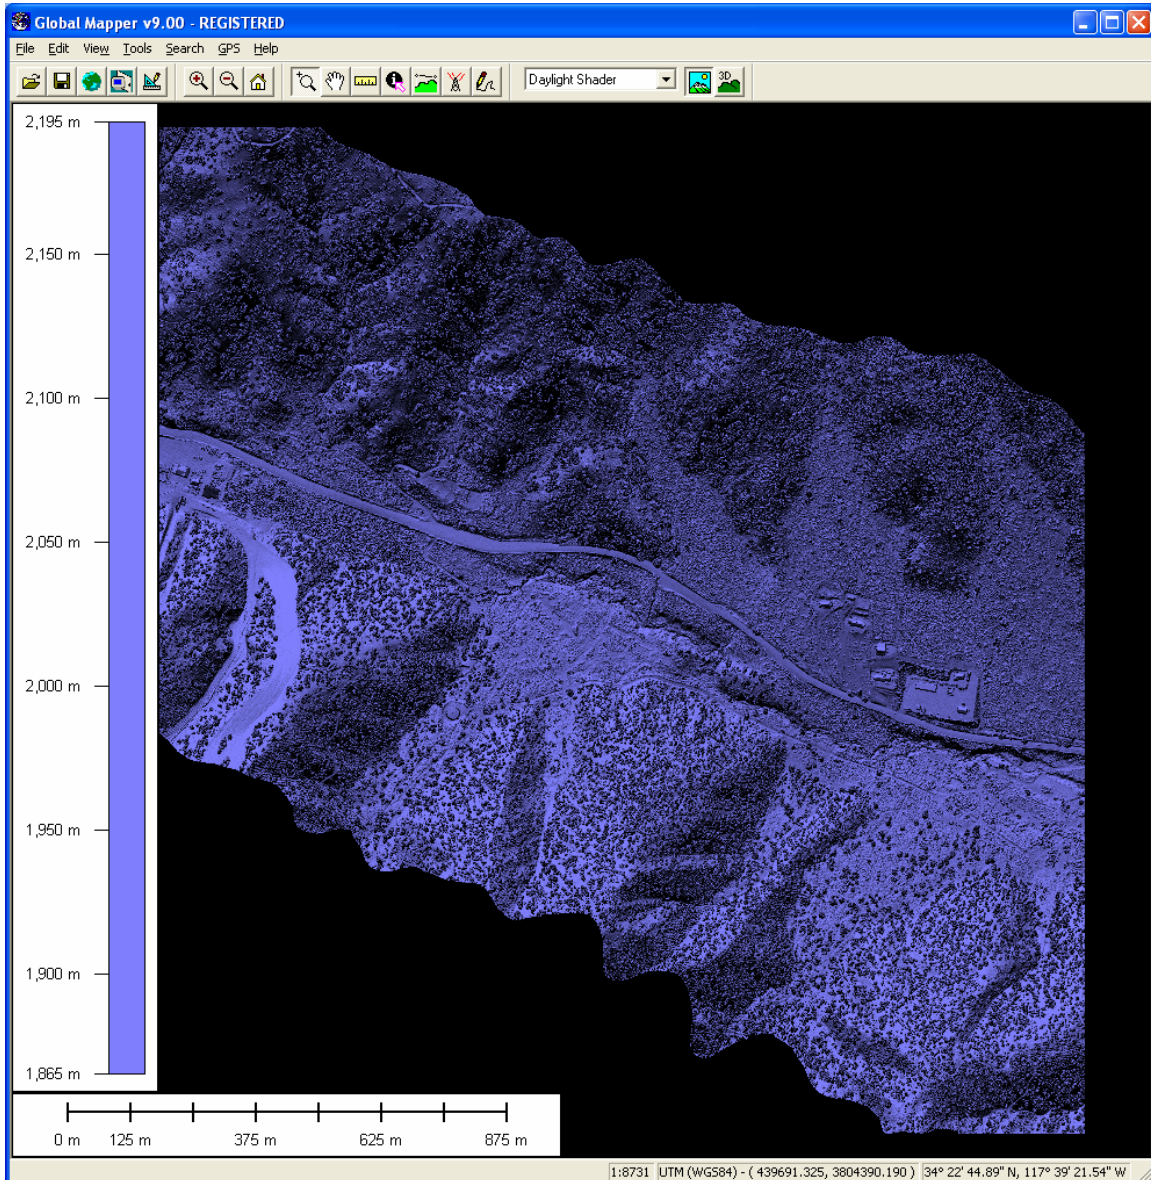 Global Mapper v9.00 - REGISTERED
File Edit View Tools Search GPS Help
Daylight Shader
3D
2,195 m
2,150 m
2,100 m
2,050 m
2,000 m
1,950 m
1,900 m
1,865 m
0 m 125 m 375 m 625 m 875 m
1:8731 UTM (WGS84) - ( 439691.325, 3804390.190 ) 34° 22' 44.89" N, 117° 39' 21.54" W